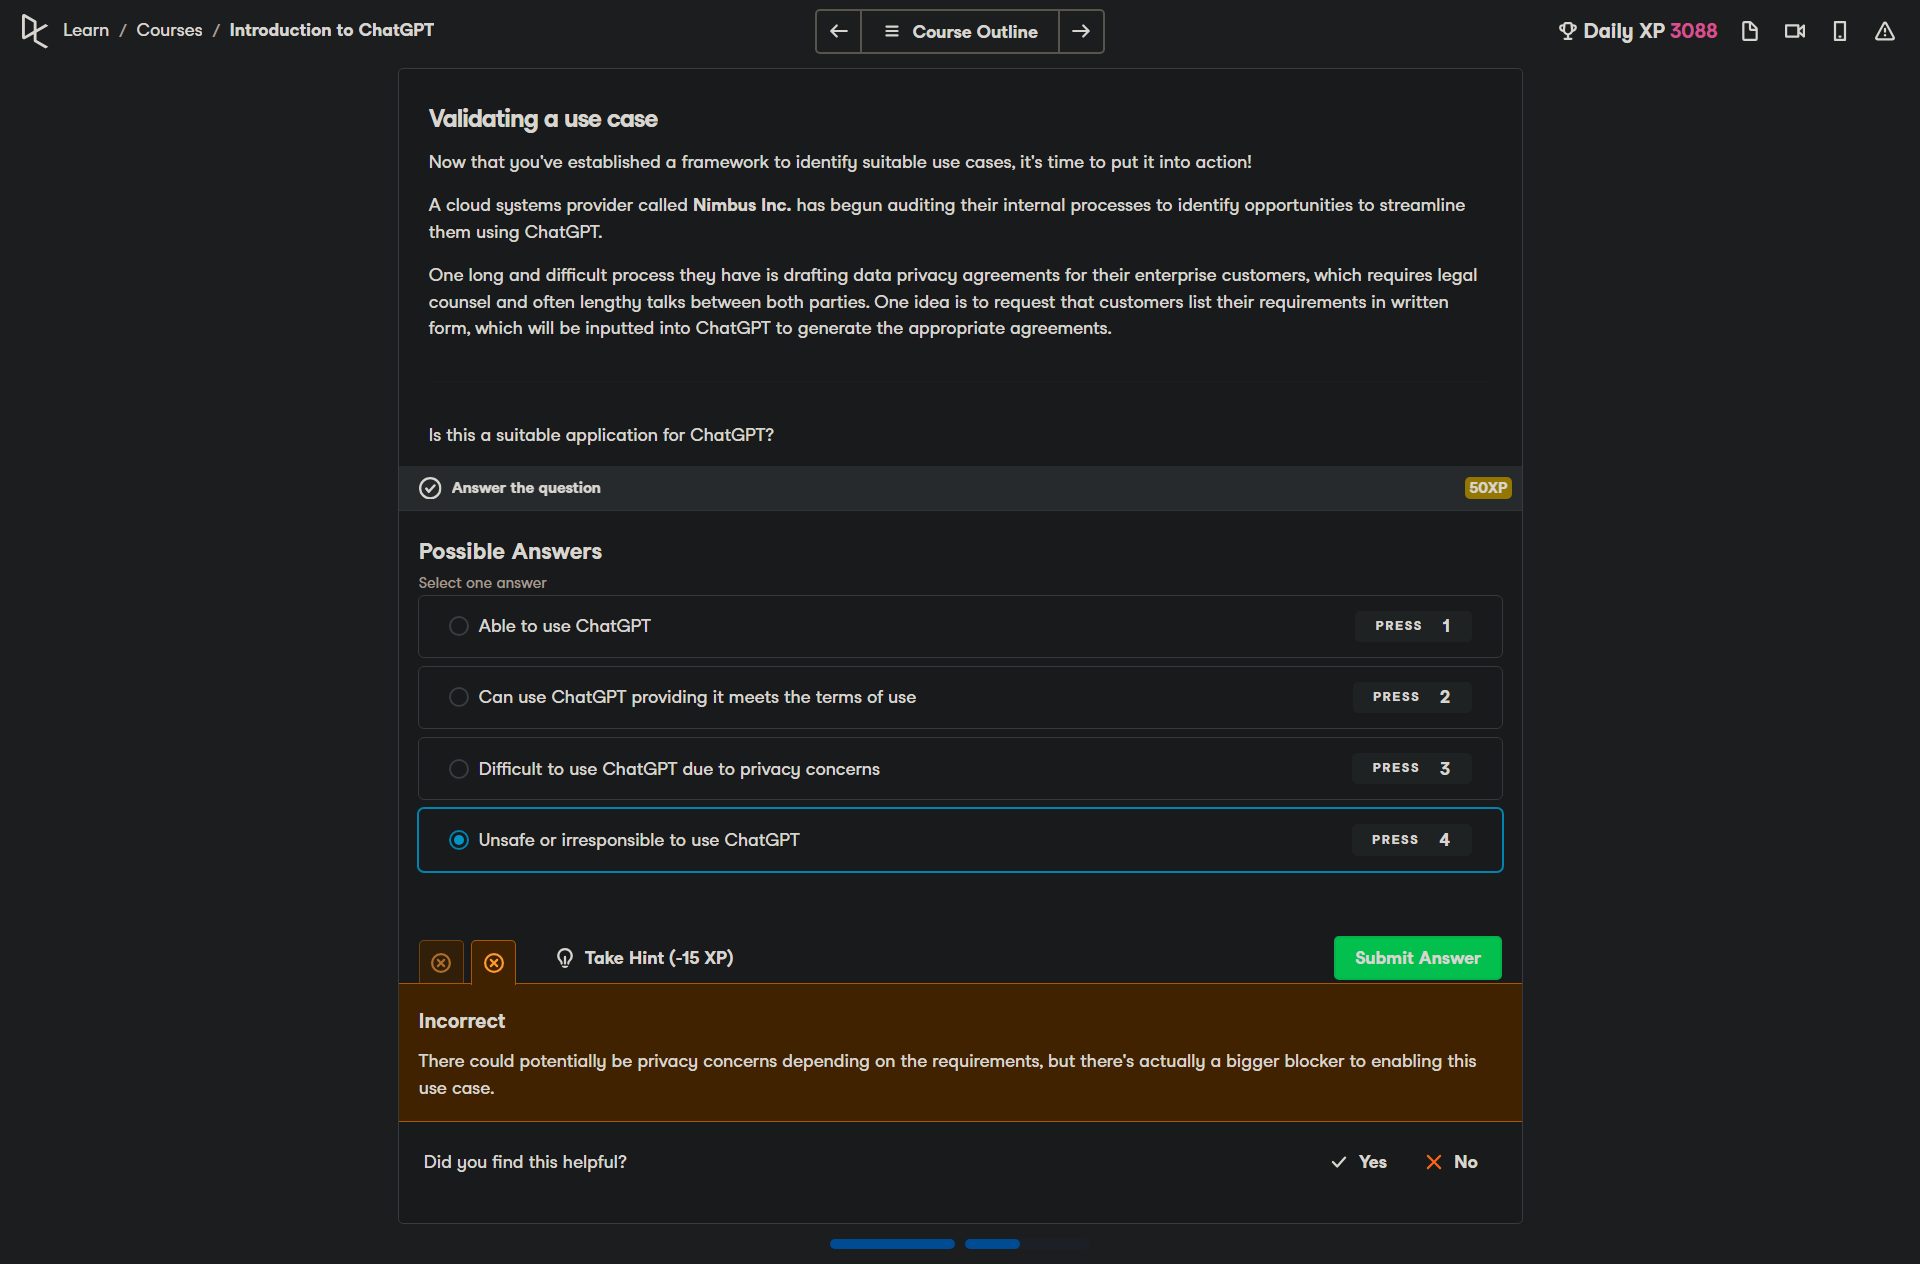 Learn / Courses / Introduction to ChatGPT
Course Outline
Daily XP 3088
Validating a use case
Now that you've established a framework to identify suitable use cases, it's time to put it into action!
A cloud systems provider called Nimbus Inc. has begun auditing their internal processes to identify opportunities to streamline
them using ChatGPT.
One long and difficult process they have is drafting data privacy agreements for their enterprise customers, which requires legal
counsel and often lengthy talks between both parties. One idea is to request that customers list their requirements in written
form, which will be inputted into ChatGPT to generate the appropriate agreements.
Is this a suitable application for ChatGPT?
Answer the question
50XP
Possible Answers
Select one answer
Able to use ChatGPT
PRESS 1
Can use ChatGPT providing it meets the terms of use
PRESS 2
Difficult to use ChatGPT due to privacy concerns
PRESS 3
Unsafe or irresponsible to use ChatGPT
PRESS 4
Take Hint (-15 XP)
Submit Answer
Incorrect
There could potentially be privacy concerns depending on the requirements, but there's actually a bigger blocker to enabling this
use case.
Did you find this helpful?
Yes
No